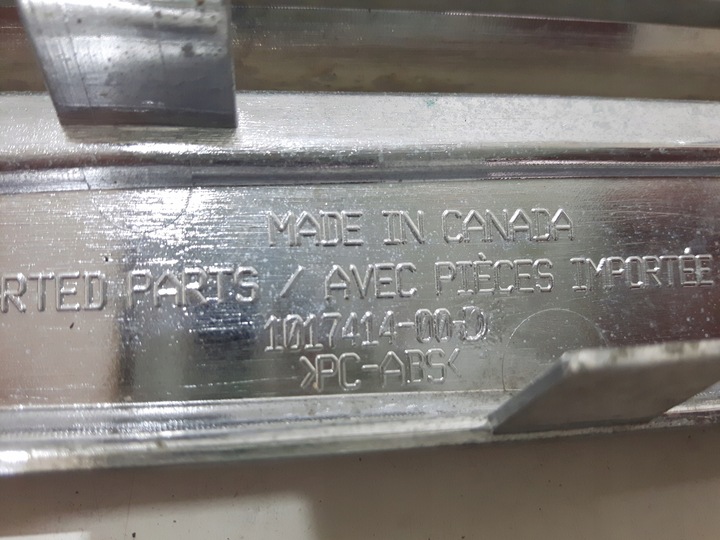 MADE IN CANADA
RTED PARTS / AVEC PIÈCES IMPORTÉE
1017414-00-D
>PC-ABS<